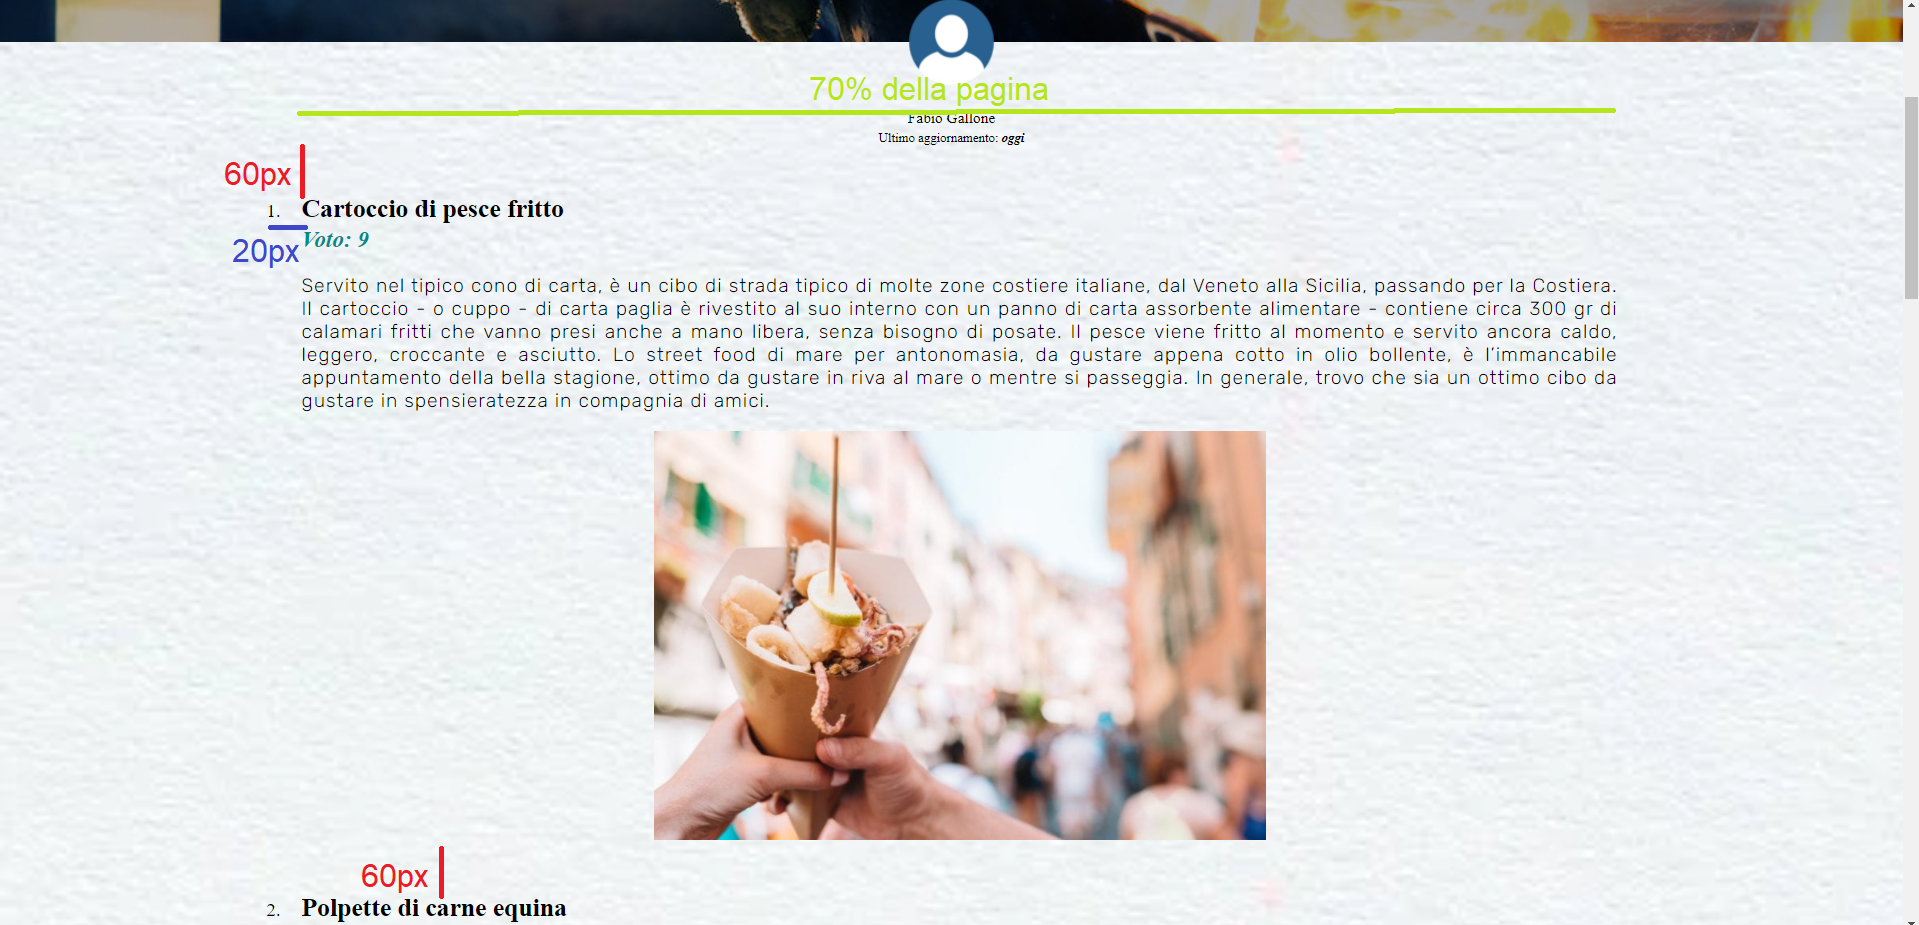 70% della pagina
Fabio Gallone
Ultimo aggiornamento: oggi
60px
1. Cartoccio di pesce fritto
20px
Voto: 9
Servito nel tipico cono di carta, è un cibo di strada tipico di molte zone costiere italiane, dal Veneto alla Sicilia, passando per la Costiera.
Il cartoccio - o cuppo - di carta paglia è rivestito al suo interno con un panno di carta assorbente alimentare - contiene circa 300 gr di
calamari fritti che vanno presi anche a mano libera, senza bisogno di posate. Il pesce viene fritto al momento e servito ancora caldo,
leggero, croccante e asciutto. Lo street food di mare per antonomasia, da gustare appena cotto in olio bollente, è l'immancabile
appuntamento della bella stagione, ottimo da gustare in riva al mare o mentre si passeggia. In generale, trovo che sia un ottimo cibo da
gustare in spensieratezza in compagnia di amici.
60px
2. Polpette di carne equina